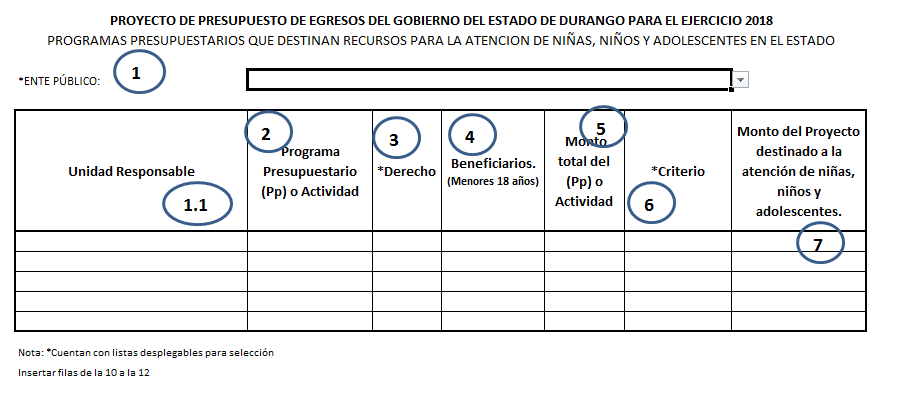 PROYECTO DE PRESUPUESTO DE EGRESOS DEL GOBIERNO DEL ESTADO DE DURANGO PARA EL EJERCICIO 2018
PROGRAMAS PRESUPUESTARIOS QUE DESTINAN RECURSOS PARA LA ATENCION DE NIÑAS, NIÑOS Y ADOLESCENTES EN EL ESTADO
*ENTE PÚBLICO:
1
Unidad Responsable
1.1
2
Programa
Presupuestario
(Pp) o Actividad
3
*Derecho
4
Beneficiarios.
(Menores 18 años)
5
Monto
total del
(Pp) o
Actividad
*Criterio
6
Monto del Proyecto
destinado a la
atención de niñas,
niños y
adolescentes.
7
Nota: *Cuentan con listas desplegables para selección
Insertar filas de la 10 a la 12